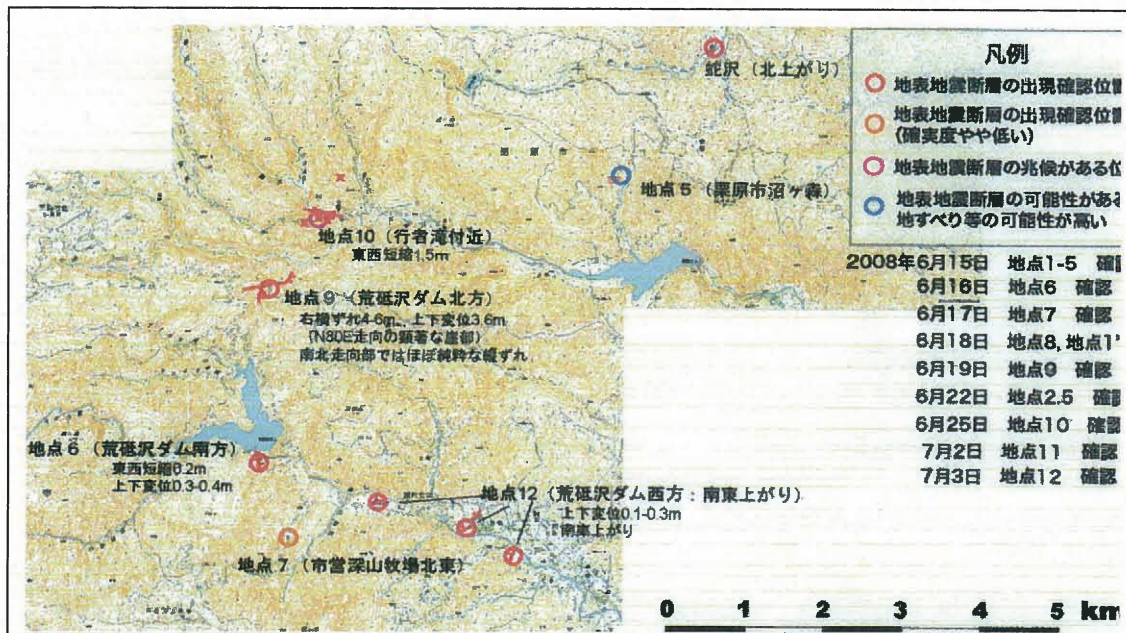 蛇沢（北上がり）
地点5（栗原市沼ヶ森）
地点10（行者滝付近）
東西短縮1.5m
地点9（荒砥沢ダム北方）
右横ずれ4-6m、上下変位3.6m
（N80E走向の顕著な崖部）
南北走向部ではほぼ純粋な縦ずれ
地点6（荒砥沢ダム南方）
東西短縮0.2m
上下変位0.3-0.4m
地点12（荒砥沢ダム西方：南東上がり）
上下変位0.1-0.3m
南東上がり
地点7（市営深山牧場北東）
凡例
地表地震断層の出現確認位置
地表地震断層の出現確認位置
(確実度やや低い)
地表地震断層の兆候がある位
地表地震断層の可能性がある
地すべり等の可能性が高い
2008年6月15日 地点1-5 確認
6月16日 地点6 確認
6月17日 地点7 確認
6月18日 地点8, 地点1
6月19日 地点9 確認
6月22日 地点2.5 確認
6月25日 地点10 確認
7月2日 地点11 確認
7月3日 地点12 確認
0 1 2 3 4 5 km